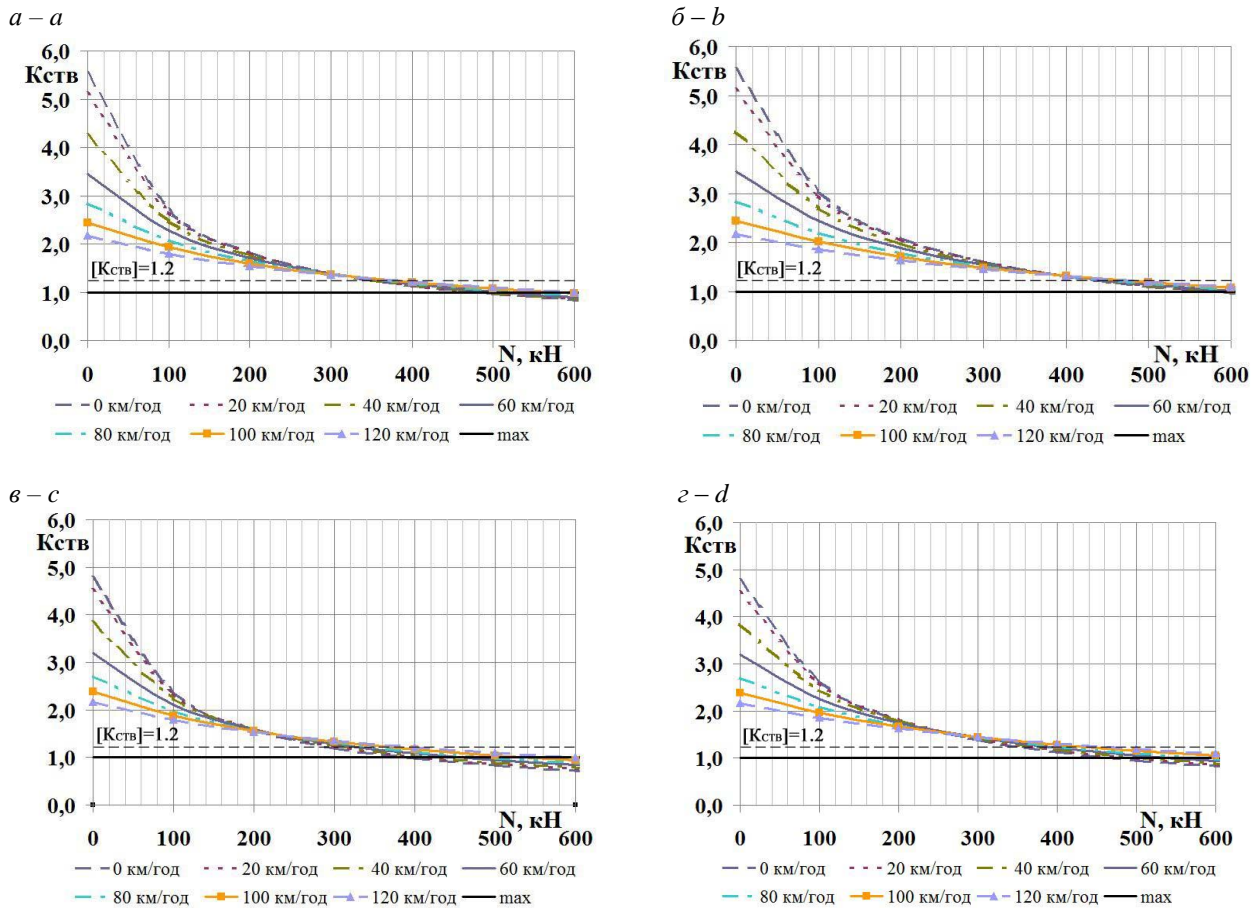 а – a
6,0
Кств
5,0
4,0
3,0
2,0
[Кств]=1.2
1,0
0,0
N, кН
0 100 200 300 400 500 600
0 км/год 20 км/год 40 км/год 60 км/год
80 км/год 100 км/год 120 км/год max
б – b
6,0
Кств
5,0
4,0
3,0
2,0
[Кств]=1.2
1,0
0,0
N, кН
0 100 200 300 400 500 600
0 км/год 20 км/год 40 км/год 60 км/год
80 км/год 100 км/год 120 км/год max
в – c
6,0
Кств
5,0
4,0
3,0
2,0
[Кств]=1.2
1,0
0,0
N, кН
0 100 200 300 400 500 600
0 км/год 20 км/год 40 км/год 60 км/год
80 км/год 100 км/год 120 км/год max
г – d
6,0
Кств
5,0
4,0
3,0
2,0
[Кств]=1.2
1,0
0,0
N, кН
0 100 200 300 400 500 600
0 км/год 20 км/год 40 км/год 60 км/год
80 км/год 100 км/год 120 км/год max